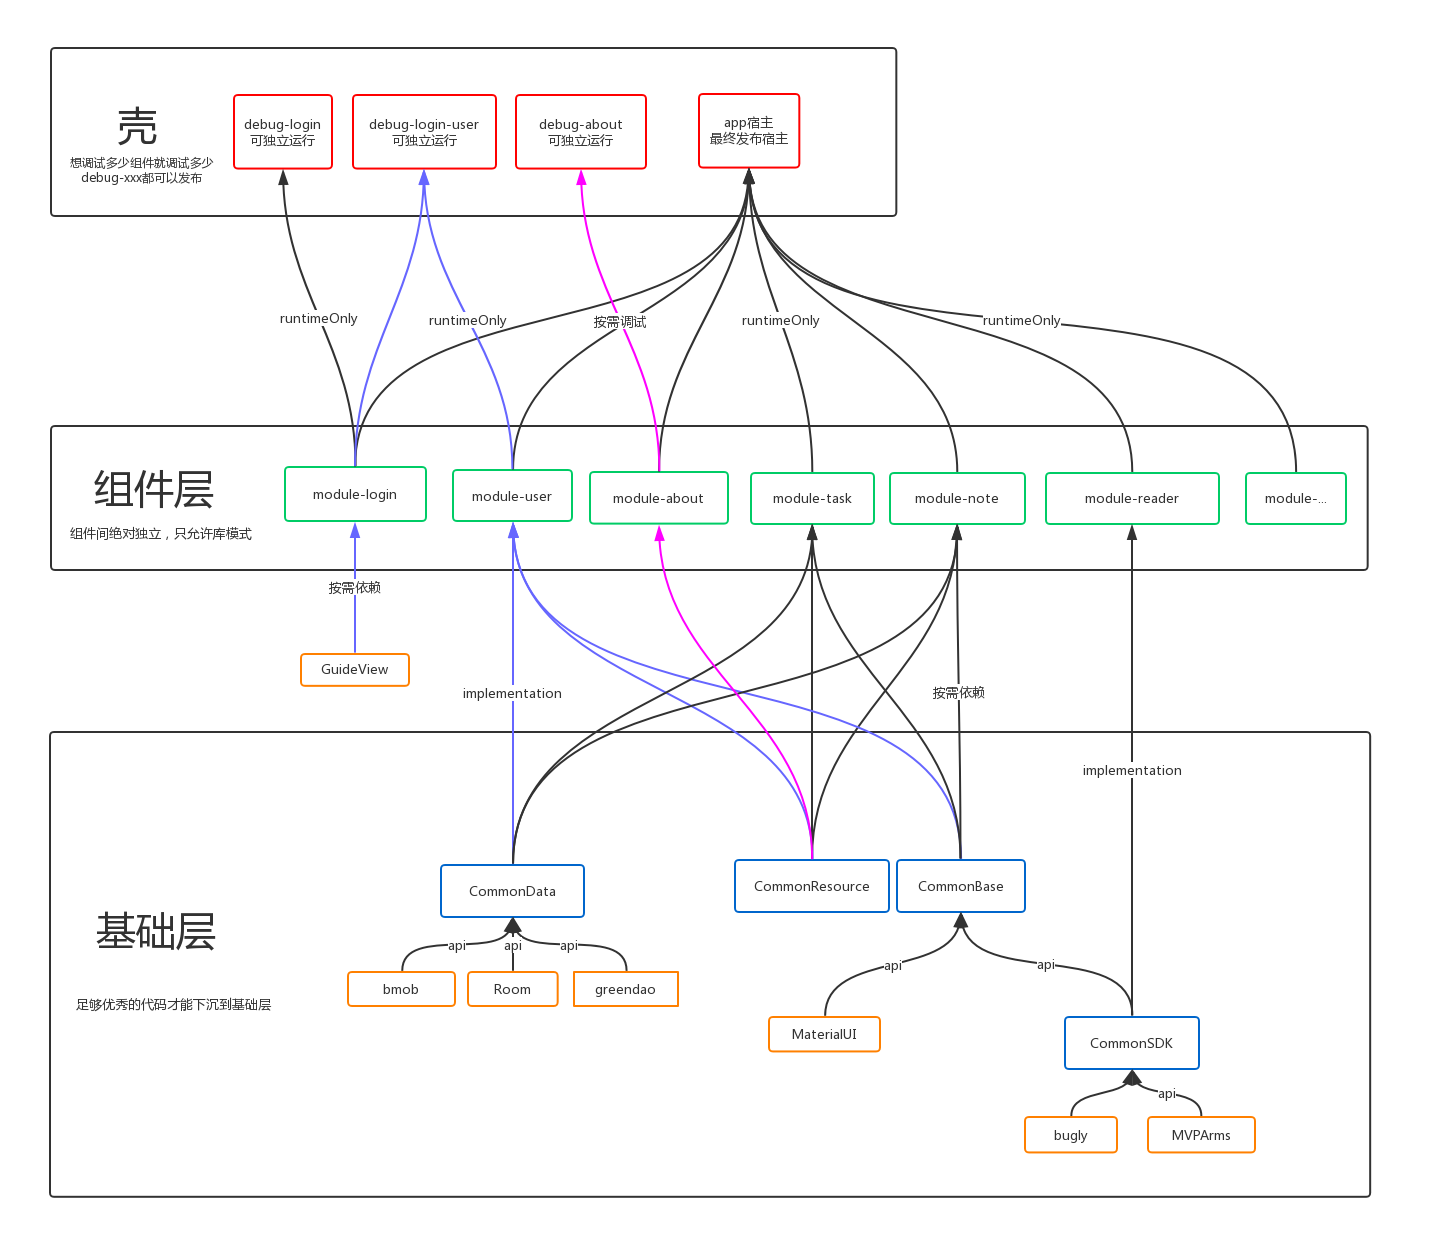 壳
想调试多少组件就调试多少
debug-xxx都可以发布
debug-login
可独立运行
debug-login-user
可独立运行
debug-about
可独立运行
app宿主
最终发布宿主
runtimeOnly
runtimeOnly
按需调试
runtimeOnly
runtimeOnly
组件层
组件间绝对独立，只允许库模式
module-login
module-user
module-about
module-task
module-note
module-reader
module-...
按需依赖
GuideView
implementation
按需依赖
implementation
基础层
足够优秀的代码才能下沉到基础层
CommonData
CommonResource
CommonBase
api
api
api
bmob
Room
greendao
api
api
MaterialUI
CommonSDK
api
bugly
MVPArms